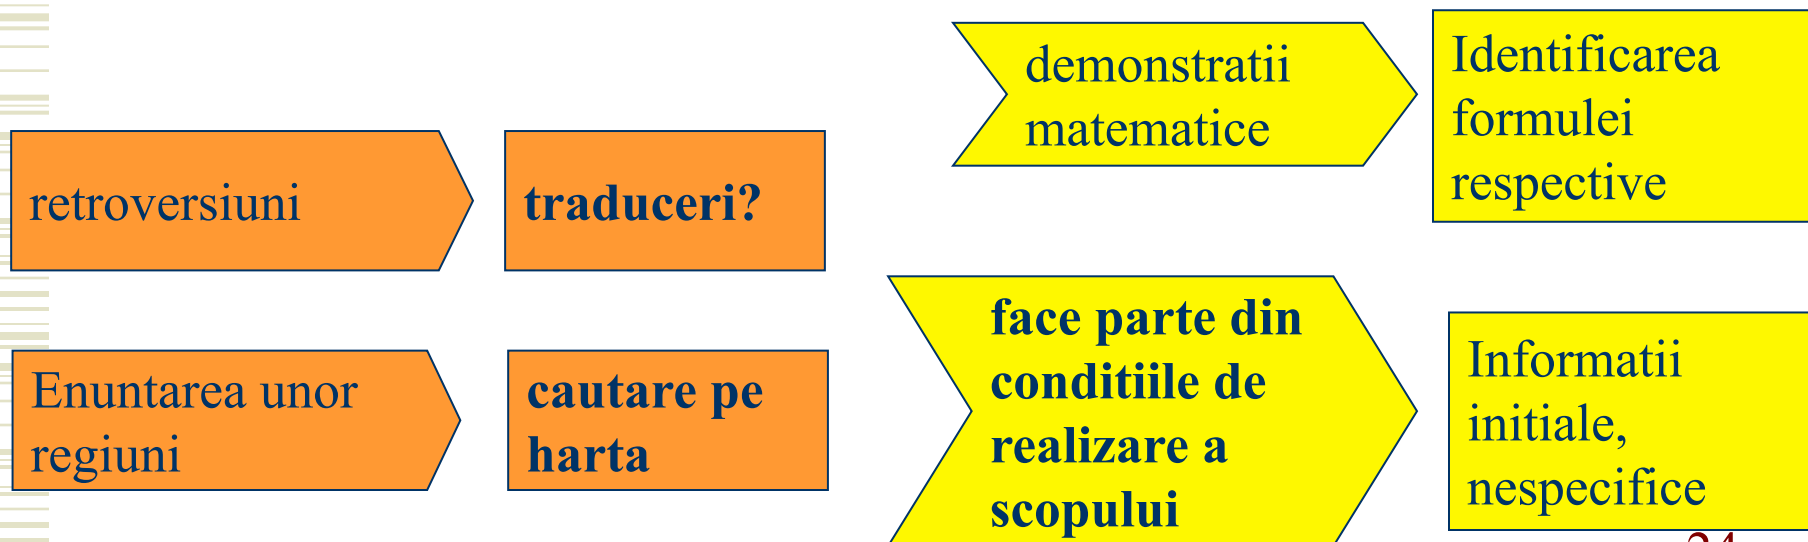 retroversiuni
traduceri?
Enuntarea unor
regiuni
cautare pe
harta
demonstratii
matematice
Identificarea
formulei
respective
face parte din
conditiile de
realizare a
scopului
Informatii
initiale,
nespecifice